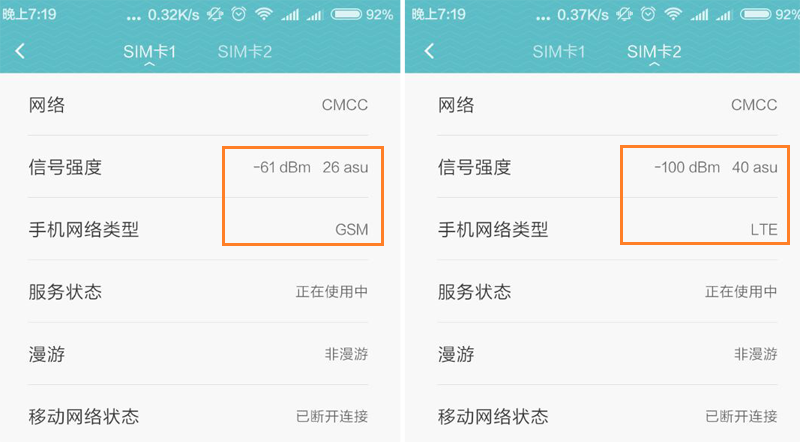 晚上7:19 ... 0.32K/s 92%
SIM卡1 SIM卡2
网络 CMCC
信号强度 -61 dBm 26 asu
手机网络类型 GSM
服务状态 正在使用中
漫游 非漫游
移动网络状态 已断开连接
晚上7:19 ... 0.37K/s 92%
SIM卡1 SIM卡2
网络 CMCC
信号强度 -100 dBm 40 asu
手机网络类型 LTE
服务状态 正在使用中
漫游 非漫游
移动网络状态 已断开连接